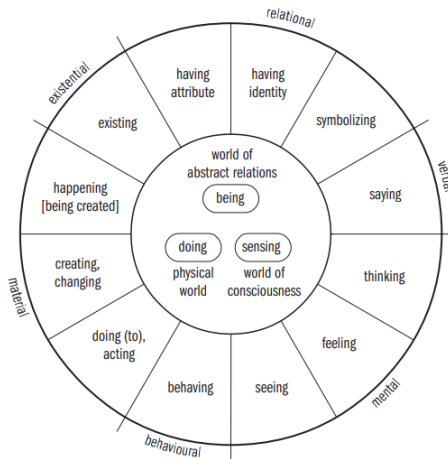 relational
having
attribute
having
identity
existential
existing
symbolizing
verbal
world of
abstract relations
being
happening
[being created]
saying
doing
sensing
physical
world
world of
consciousness
creating,
changing
thinking
material
doing (to),
acting
feeling
behaving
seeing
mental
behavioural